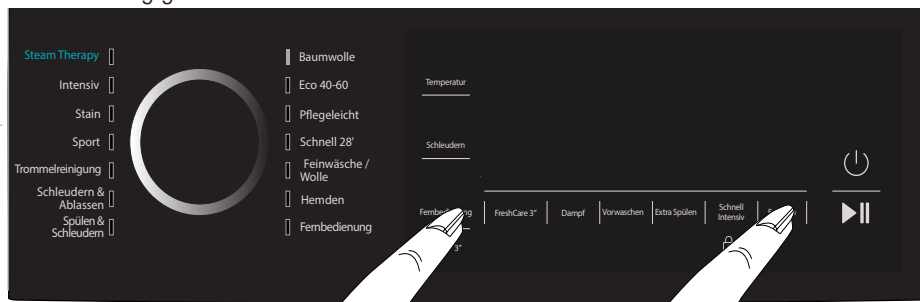 Steam Therapy
Intensiv
Stain
Sport
Trommelreinigung
Schleudern &
Ablassen
Spülen &
Schleudern
Baumwolle
Eco 40-60
Pflegeleicht
Schnell 28'
Feinwäsche /
Wolle
Hemden
Fernbedienung
Temperatur
Schleudern
FreshCare 3"
Dampf
Vorwaschen
Extra Spülen
Schnell
Intensiv
3"